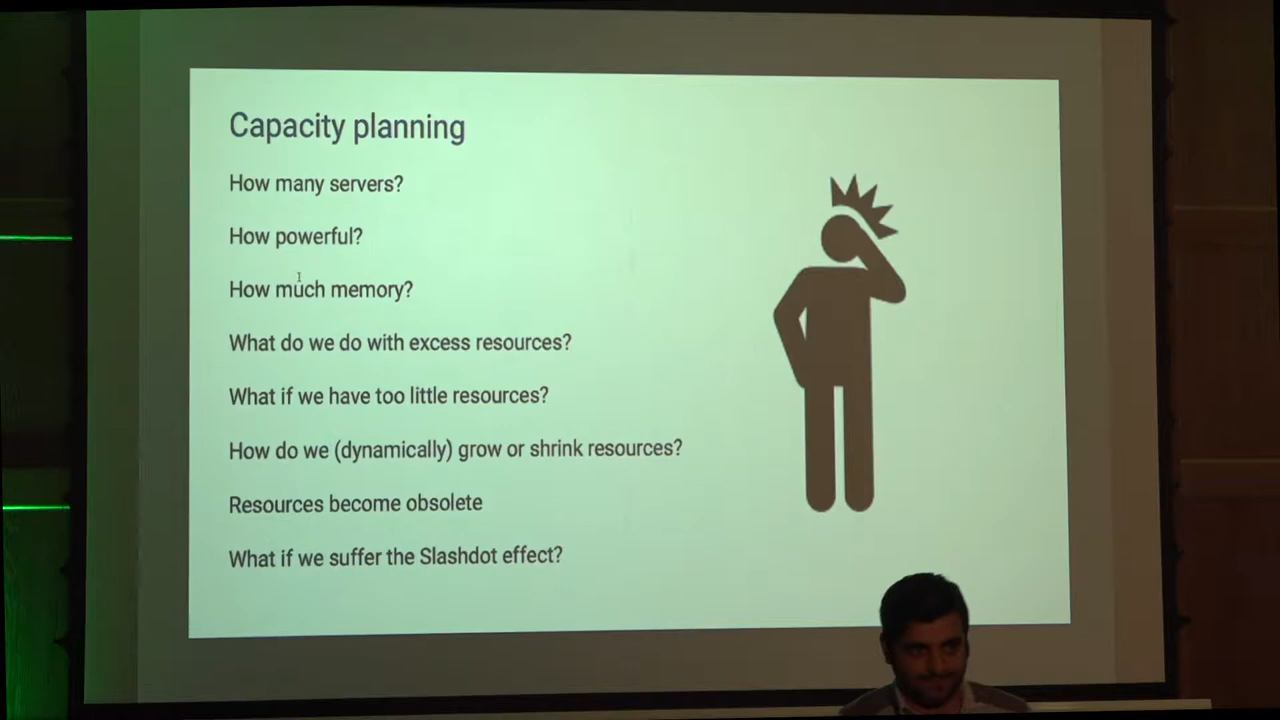 Capacity planning
How many servers?
How powerful?
How much memory?
What do we do with excess resources?
What if we have too little resources?
How do we (dynamically) grow or shrink resources?
Resources become obsolete
What if we suffer the Slashdot effect?